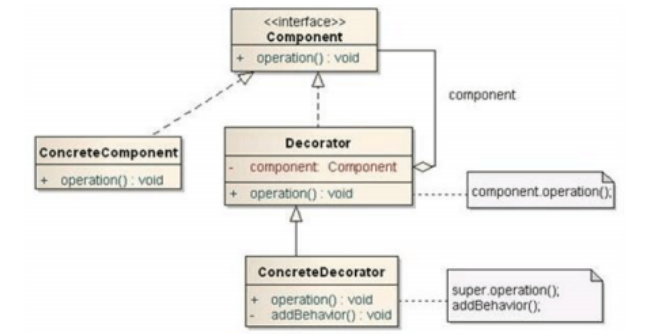 <<interface>>
Component
+ operation() : void
component
ConcreteComponent
+ operation() : void
Decorator
- component: Component
+ operation() : void
component.operation();
ConcreteDecorator
+ operation() : void
- addBehavior() : void
super.operation();
addBehavior();